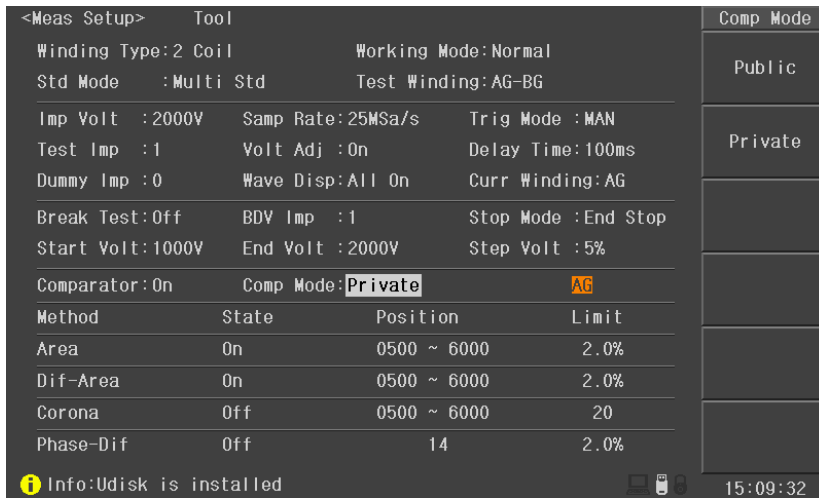 <Meas Setup> Tool Comp Mode
Winding Type:2 Coil Working Mode:Normal
Public
Std Mode :Multi Std Test Winding:AG-BG
Imp Volt :2000V Samp Rate:25MSa/s Trig Mode :MAN
Private
Test Imp :1 Volt Adj :On Delay Time:100ms
Dummy Imp :0 Wave Disp:All On Curr Winding:AG
Break Test:Off BDV Imp :1 Stop Mode :End Stop
Start Volt:1000V End Volt :2000V Step Volt :5%
Comparator:On Comp Mode:Private AG
Method State Position Limit
Area On 0500 ~ 6000 2.0%
Dif-Area On 0500 ~ 6000 2.0%
Corona Off 0500 ~ 6000 20
Phase-Dif Off 14 2.0%
Info:Udisk is installed 15:09:32